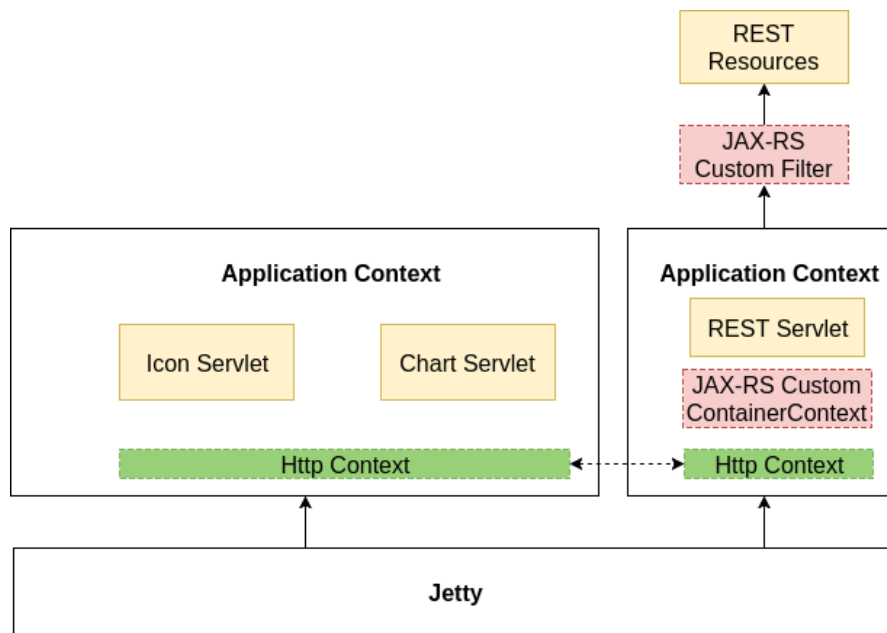 REST
Resources
JAX-RS
Custom Filter
Application Context
Application Context
REST Servlet
Icon Servlet
Chart Servlet
JAX-RS Custom
ContainerContext
Http Context
Http Context
Jetty